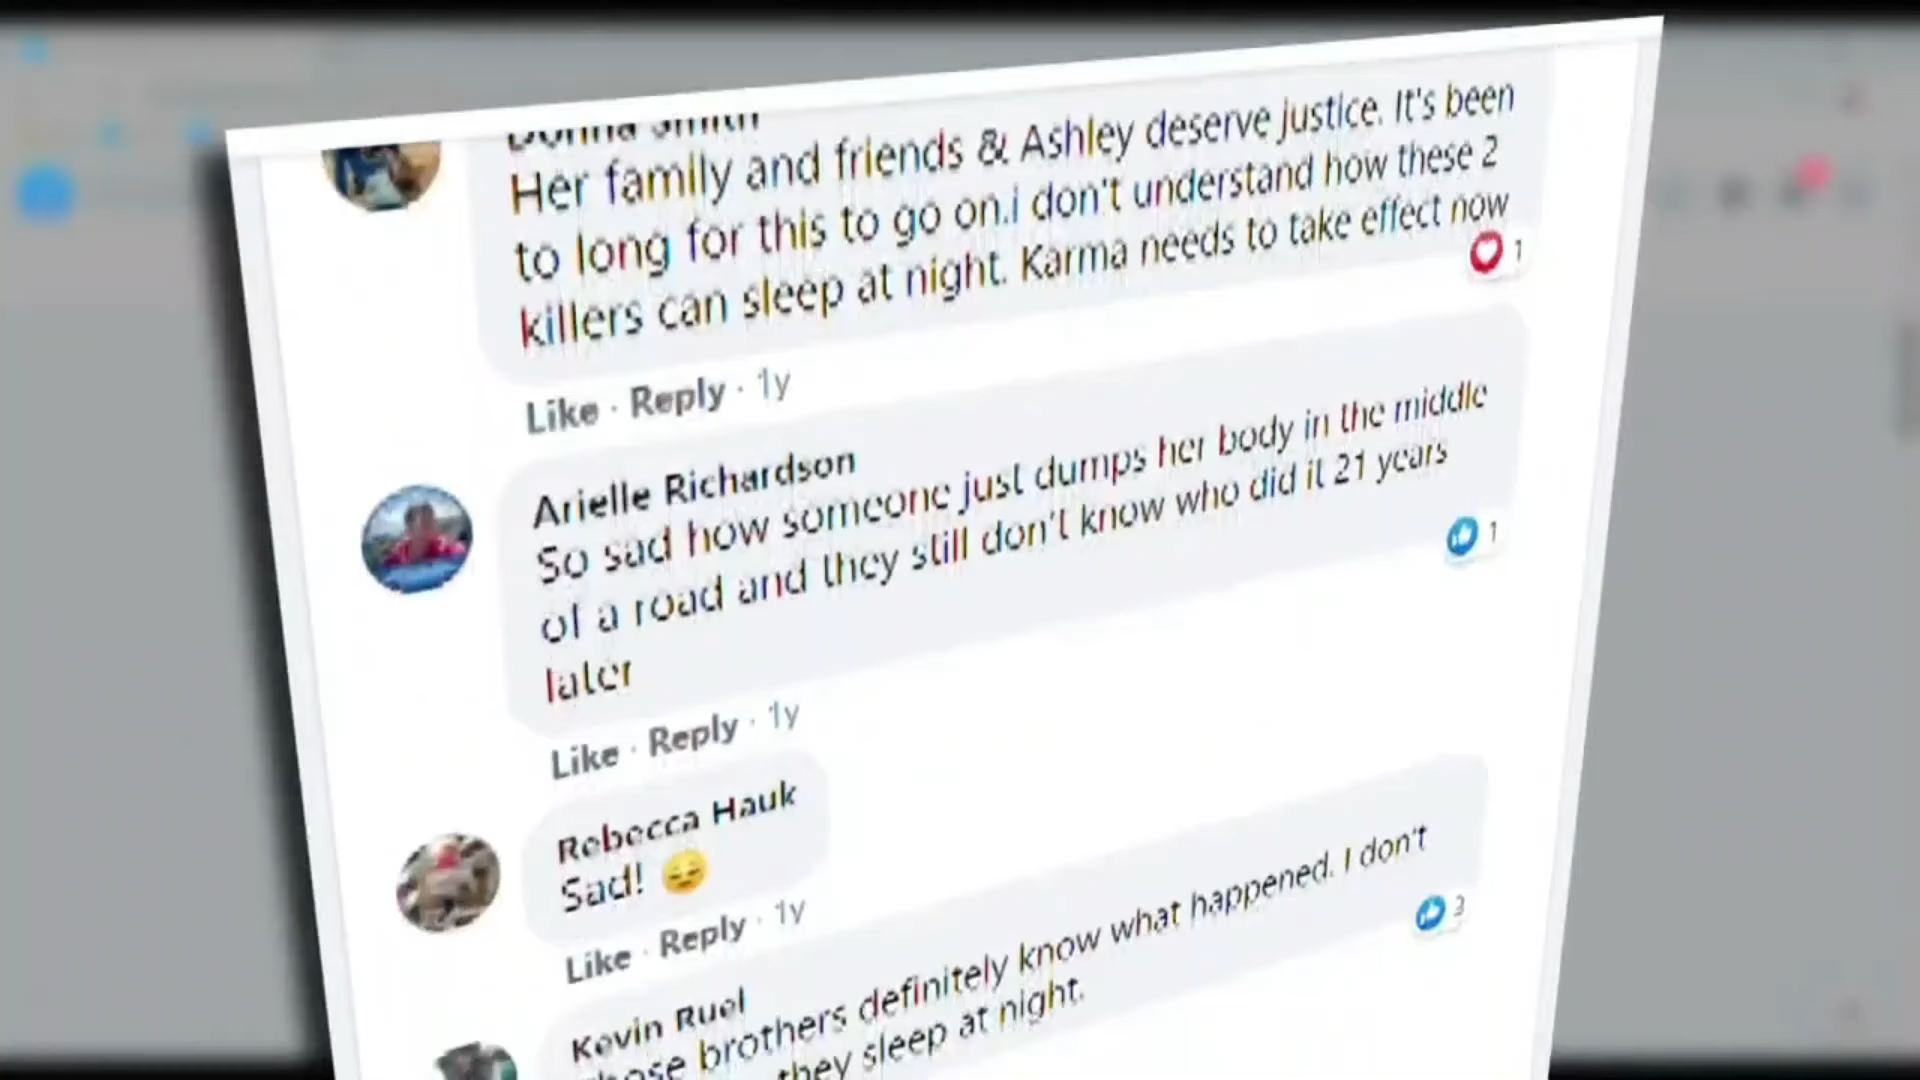 Donna Smith
Her family and friends & Ashley deserve justice. It's been
to long for this to go on.i don't understand how these 2
killers can sleep at night. Karma needs to take effect now
1
Like · Reply · 1y
Arielle Richardson
So sad how someone just dumps her body in the middle
of a road and they still don't know who did it 21 years
later
1
Like · Reply · 1y
Rebecca Hauk
Sad! 😑
Like · Reply · 1y
Kevin Ruel
brothers definitely know what happened. I don't
they sleep at night.
3